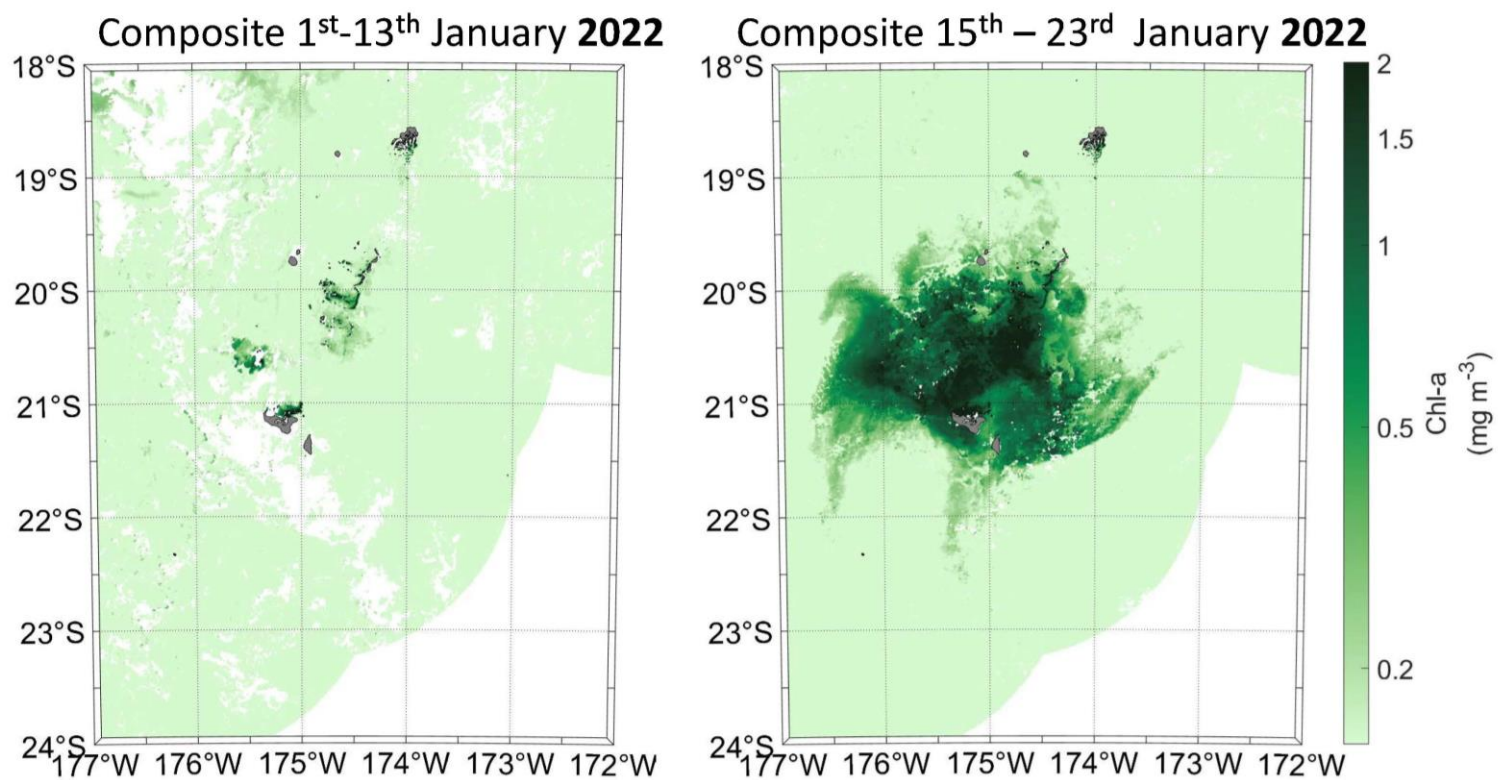 Composite 1st-13th January 2022
Composite 15th – 23rd January 2022
18°S
19°S
20°S
21°S
22°S
23°S
24°S
177°W 176°W 175°W 174°W 173°W 172°W
18°S
19°S
20°S
21°S
22°S
23°S
24°S
177°W 176°W 175°W 174°W 173°W 172°W
2
1.5
1
0.5
0.2
Chl-a
(mg m-3)